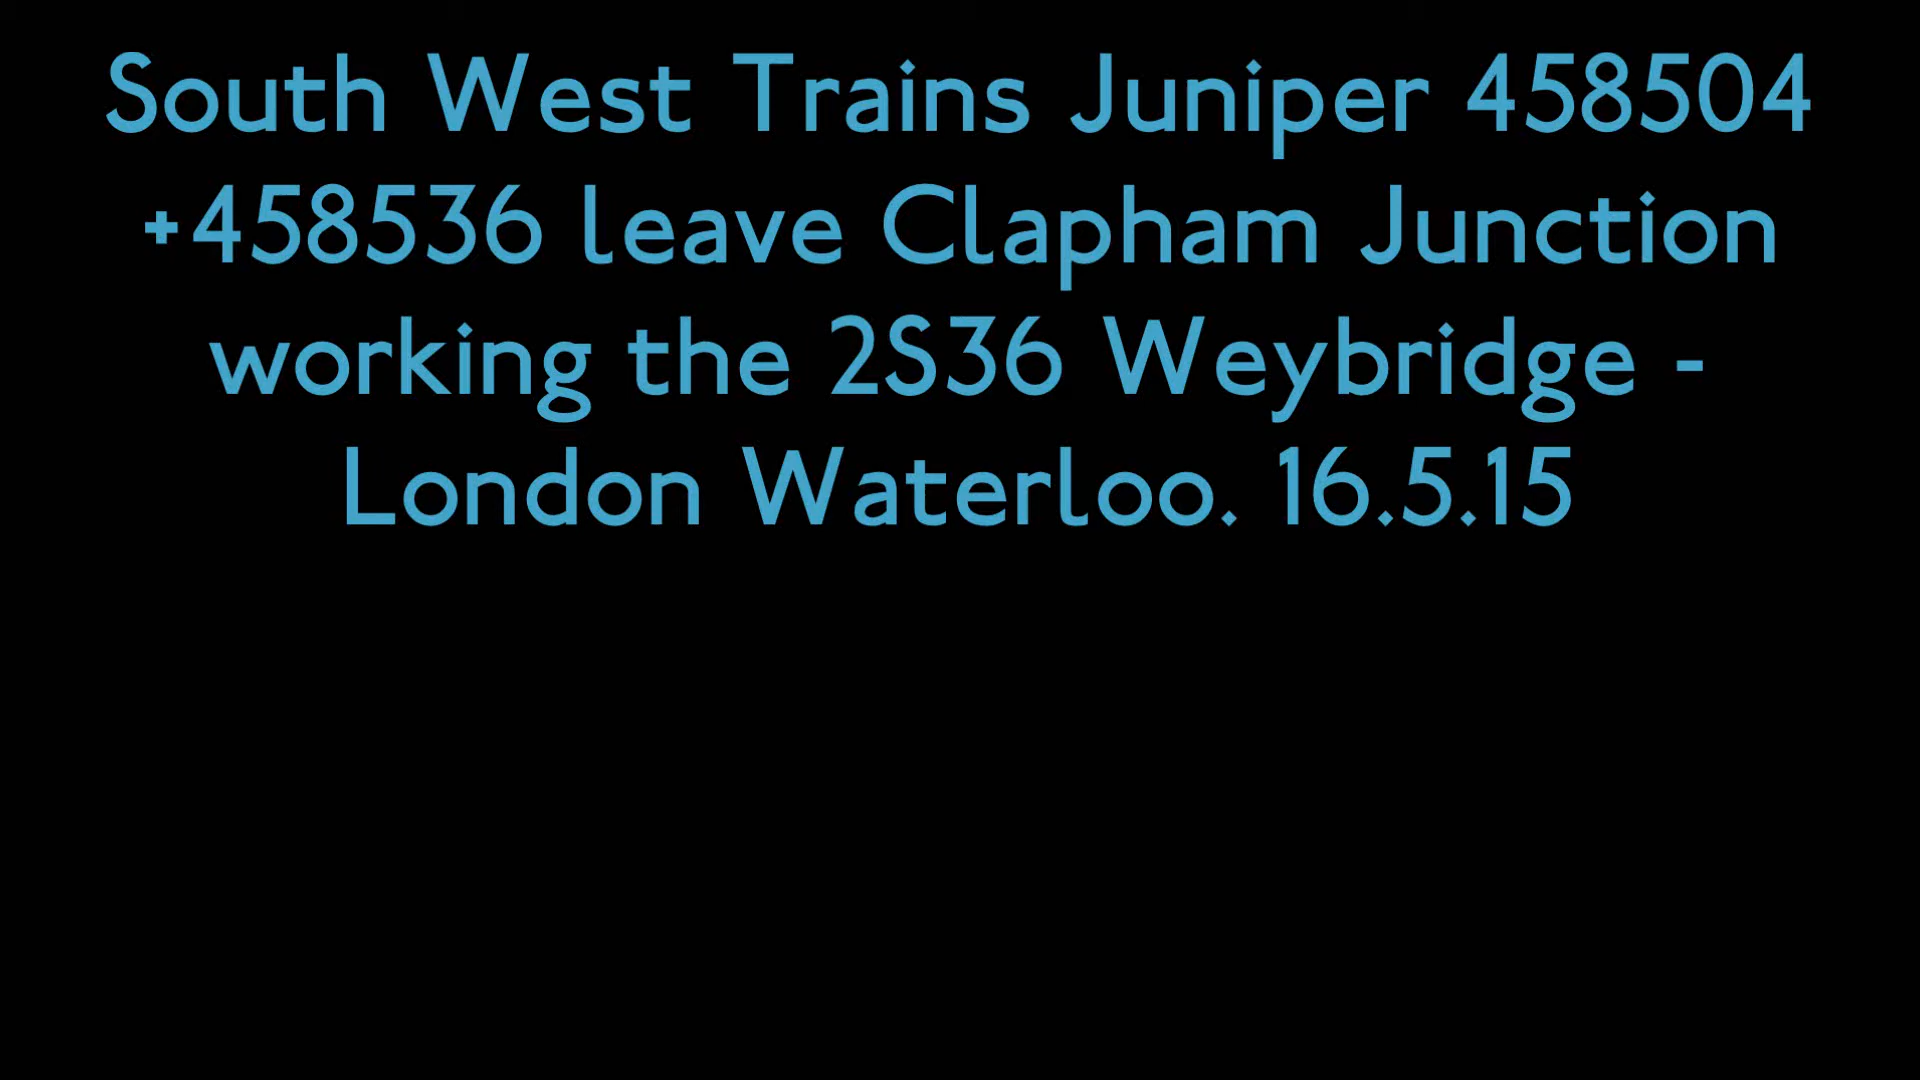 South West Trains Juniper 458504
+458536 leave Clapham Junction
working the 2S36 Weybridge -
London Waterloo. 16.5.15